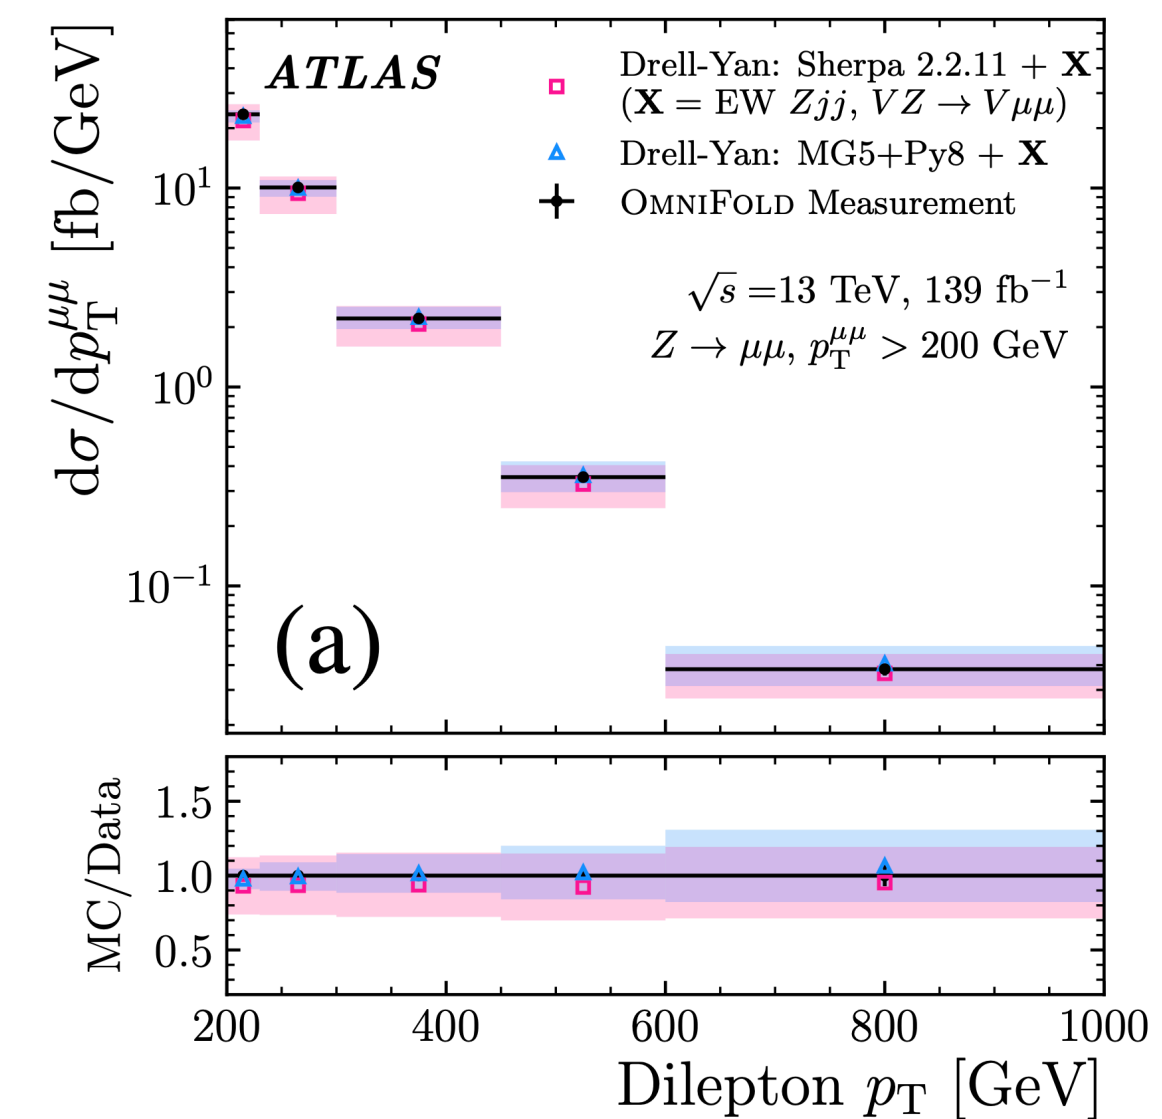 dσ/dp_T^{μμ} [fb/GeV]
ATLAS
Drell-Yan: Sherpa 2.2.11 + X
(X = EW Zjj, VZ → Vμμ)
Drell-Yan: MG5+Py8 + X
OMNIFOLD Measurement
√s =13 TeV, 139 fb⁻¹
Z → μμ, p_T^{μμ} > 200 GeV
10¹
10⁰
10⁻¹
(a)
MC/Data
1.5
1.0
0.5
200 400 600 800 1000
Dilepton p_T [GeV]